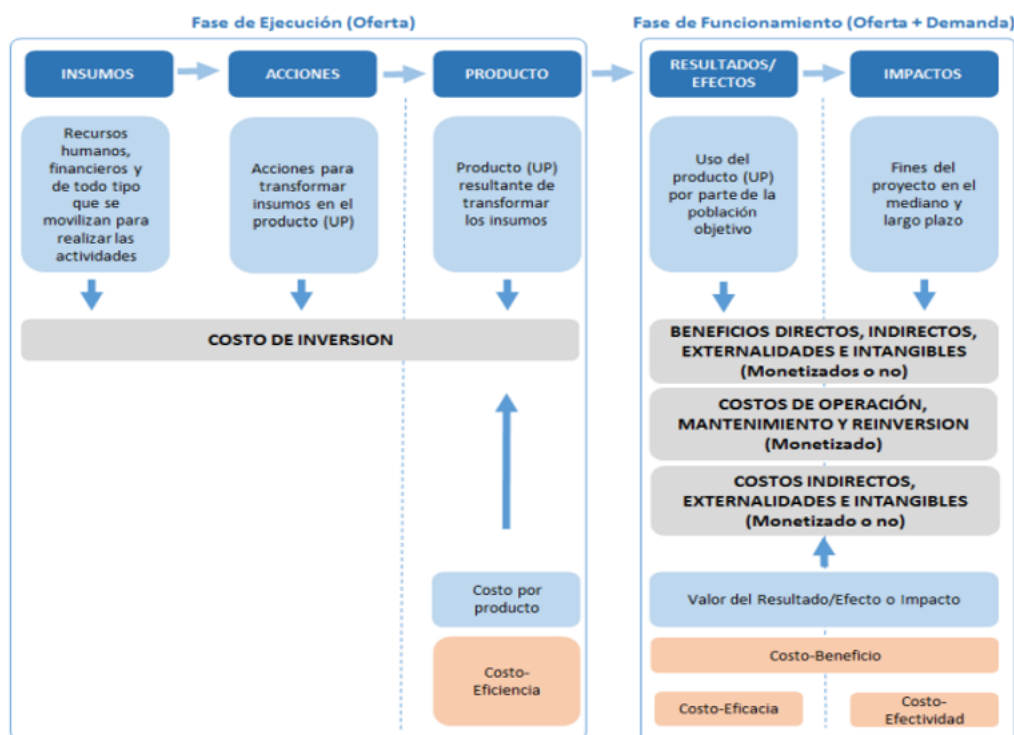 Fase de Ejecución (Oferta)
Fase de Funcionamiento (Oferta + Demanda)
INSUMOS
ACCIONES
PRODUCTO
RESULTADOS/
EFECTOS
IMPACTOS
Recursos
humanos,
financieros y
de todo tipo
que se
movilizan para
realizar las
actividades
Acciones para
transformar
insumos en el
producto (UP)
Producto (UP)
resultante de
transformar
los insumos
Uso del
producto (UP)
por parte de la
población
objetivo
Fines del
proyecto en el
mediano y
largo plazo
COSTO DE INVERSION
BENEFICIOS DIRECTOS, INDIRECTOS,
EXTERNALIDADES E INTANGIBLES
(Monetizados o no)
COSTOS DE OPERACIÓN,
MANTENIMIENTO Y REINVERSION
(Monetizado)
COSTOS INDIRECTOS,
EXTERNALIDADES E INTANGIBLES
(Monetizado o no)
Costo por
producto
Valor del Resultado/Efecto o Impacto
Costo-
Eficiencia
Costo-Beneficio
Costo-Eficacia
Costo-
Efectividad